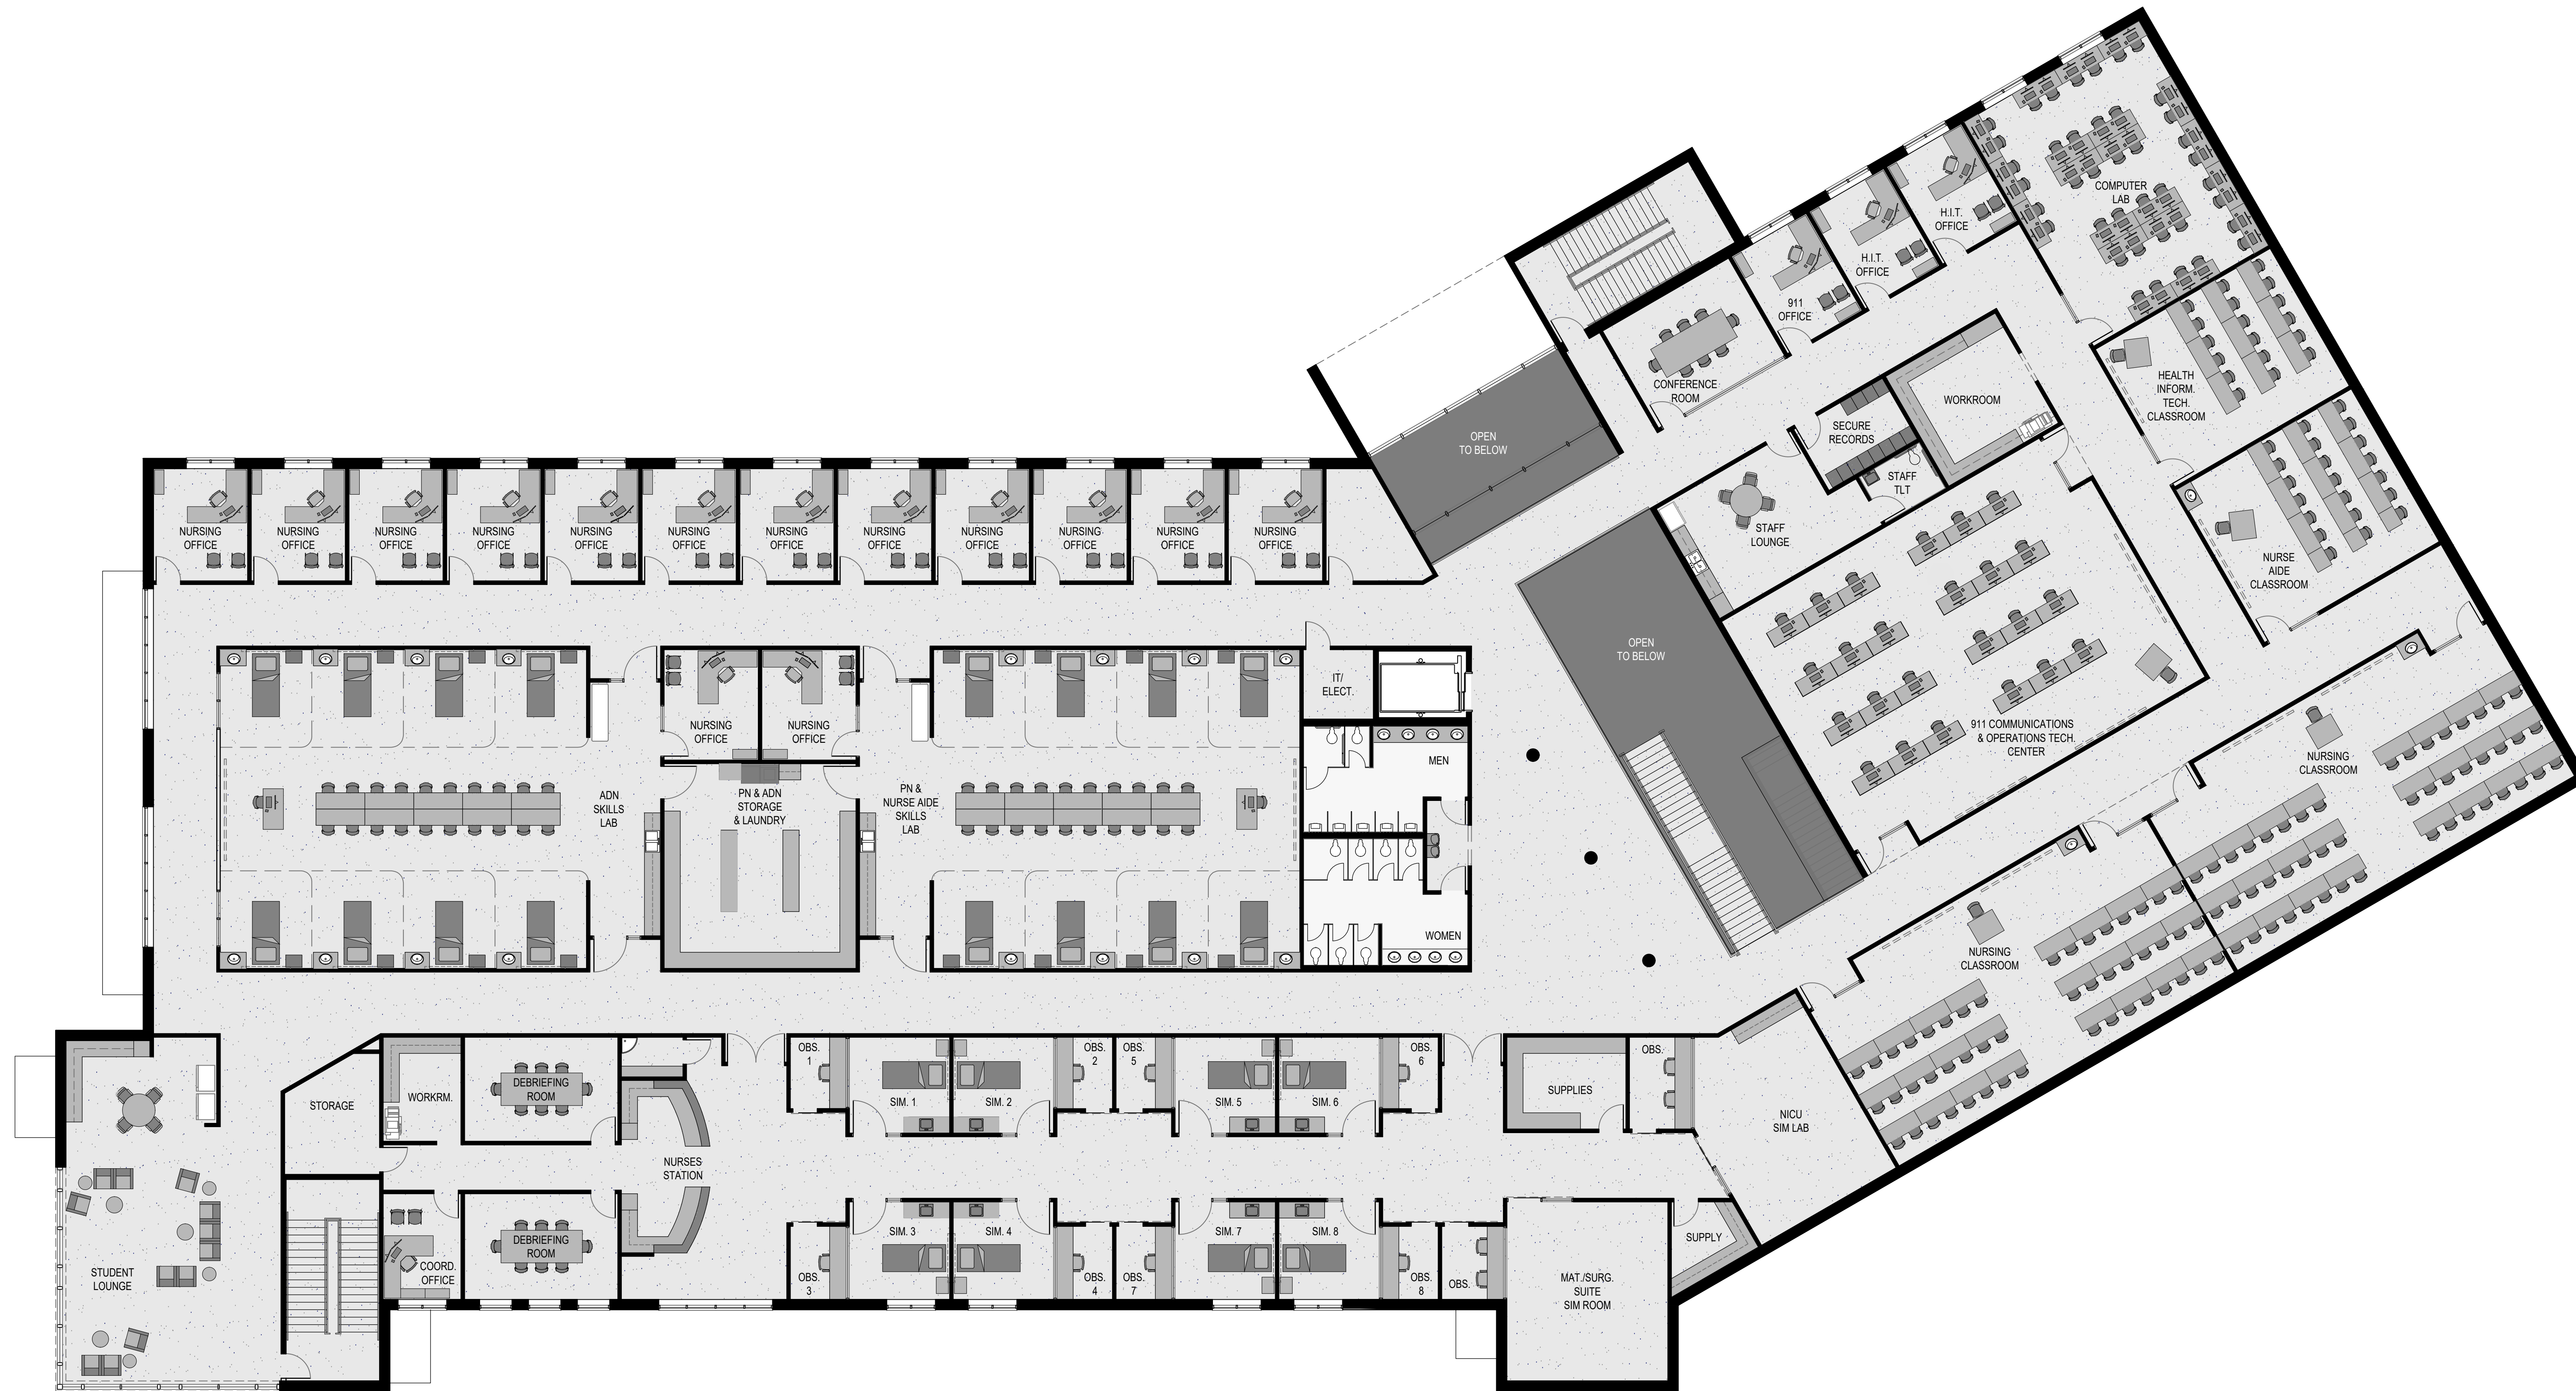 COMPUTER
LAB
H.I.T.
OFFICE
H.I.T.
OFFICE
911
OFFICE
CONFERENCE
ROOM
WORKROOM
HEALTH
INFORM.
TECH.
CLASSROOM
SECURE
RECORDS
STAFF
TLT
OPEN
TO BELOW
STAFF
LOUNGE
NURSE
AIDE
CLASSROOM
NURSING
OFFICE
NURSING
OFFICE
NURSING
OFFICE
NURSING
OFFICE
NURSING
OFFICE
NURSING
OFFICE
NURSING
OFFICE
NURSING
OFFICE
NURSING
OFFICE
NURSING
OFFICE
NURSING
OFFICE
NURSING
OFFICE
OPEN
TO BELOW
IT/
ELECT.
NURSING
OFFICE
NURSING
OFFICE
911 COMMUNICATIONS
& OPERATIONS TECH.
CENTER
NURSING
CLASSROOM
MEN
ADN
SKILLS
LAB
PN & ADN
STORAGE
& LAUNDRY
PN &
NURSE AIDE
SKILLS
LAB
WOMEN
NURSING
CLASSROOM
STORAGE
WORKRM.
DEBRIEFING
ROOM
OBS.
1
SIM. 1
SIM. 2
OBS.
2
OBS.
5
SIM. 5
SIM. 6
OBS.
6
SUPPLIES
OBS.
NICU
SIM LAB
NURSES
STATION
STUDENT
LOUNGE
COORD.
OFFICE
DEBRIEFING
ROOM
OBS.
3
SIM. 3
SIM. 4
OBS.
4
OBS.
7
SIM. 7
SIM. 8
OBS.
8
OBS.
MAT./SURG.
SUITE
SIM ROOM
SUPPLY